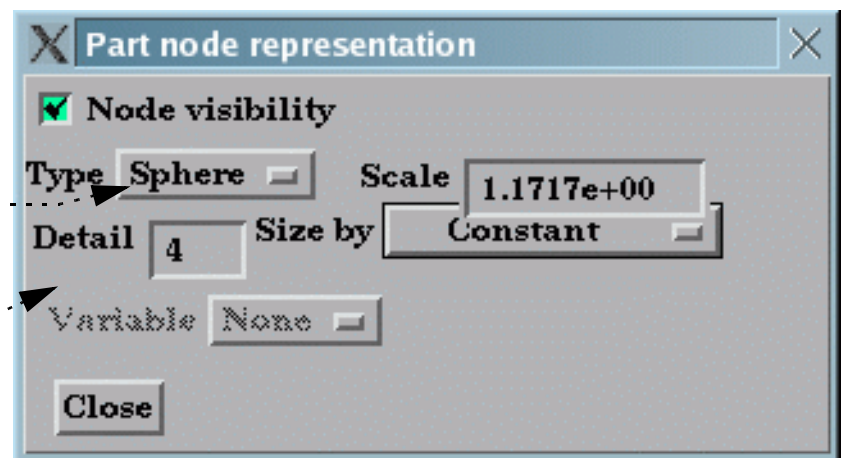 Part node representation
Node visibility
Type Sphere Scale 1.1717e+00
Detail 4 Size by Constant
Variable None
Close